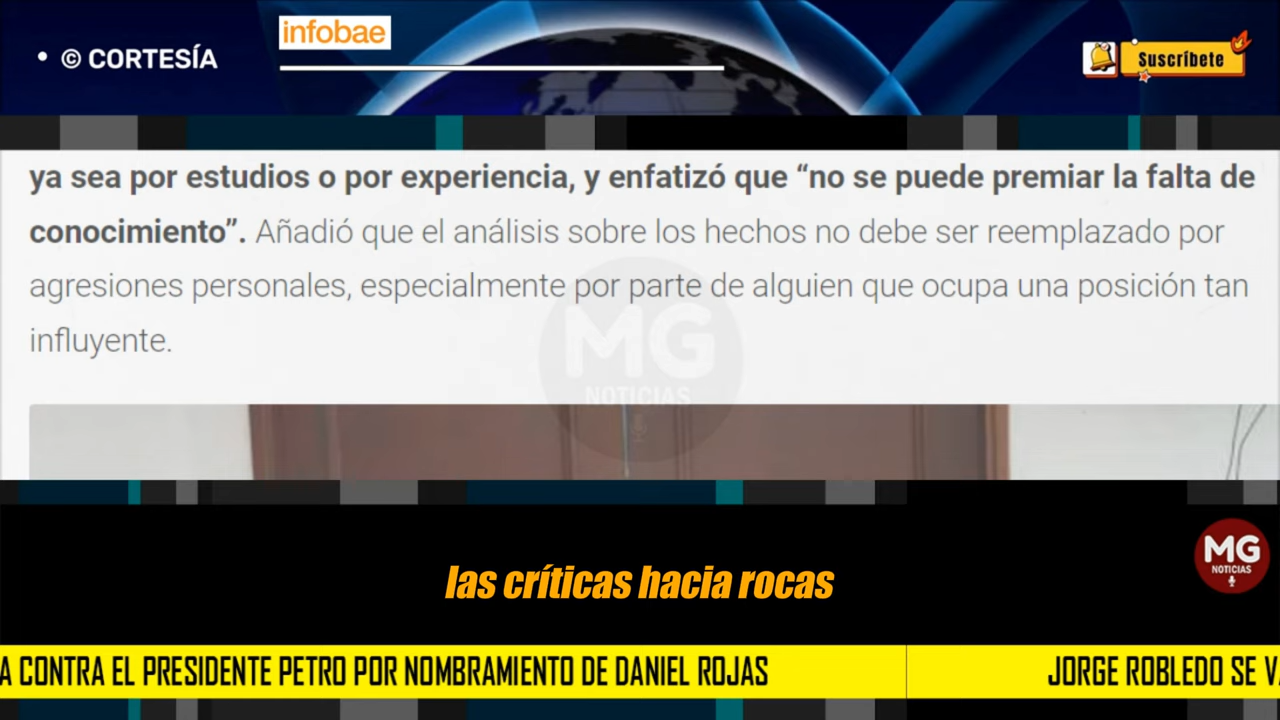 infobae
• © CORTESÍA
Suscríbete
ya sea por estudios o por experiencia, y enfatizó que “no se puede premiar la falta de
conocimiento”. Añadió que el análisis sobre los hechos no debe ser reemplazado por
agresiones personales, especialmente por parte de alguien que ocupa una posición tan
influyente.
MG
NOTICIAS
las críticas hacia rocas
MG
NOTICIAS
A CONTRA EL PRESIDENTE PETRO POR NOMBRAMIENTO DE DANIEL ROJAS
JORGE ROBLEDO SE V